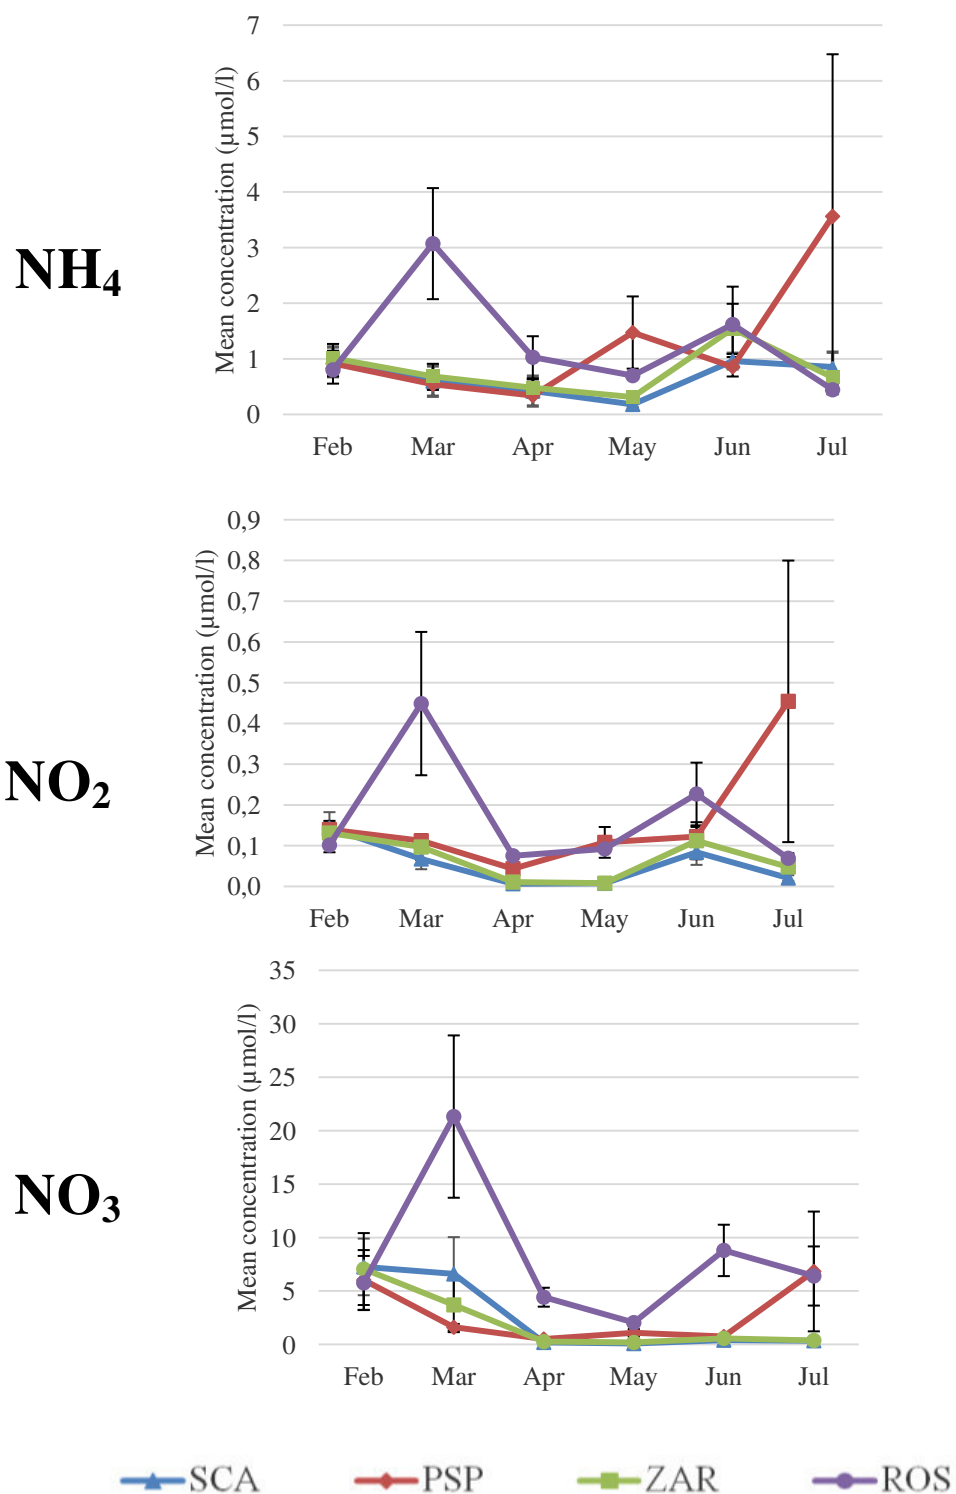 7
6
5
4
3
2
1
0
Mean concentration (µmol/l)
NH4
Feb Mar Apr May Jun Jul
0,9
0,8
0,7
0,6
0,5
0,4
0,3
0,2
0,1
0,0
Mean concentration (µmol/l)
NO2
Feb Mar Apr May Jun Jul
35
30
25
20
15
10
5
0
Mean concentration (µmol/l)
NO3
Feb Mar Apr May Jun Jul
SCA PSP ZAR ROS